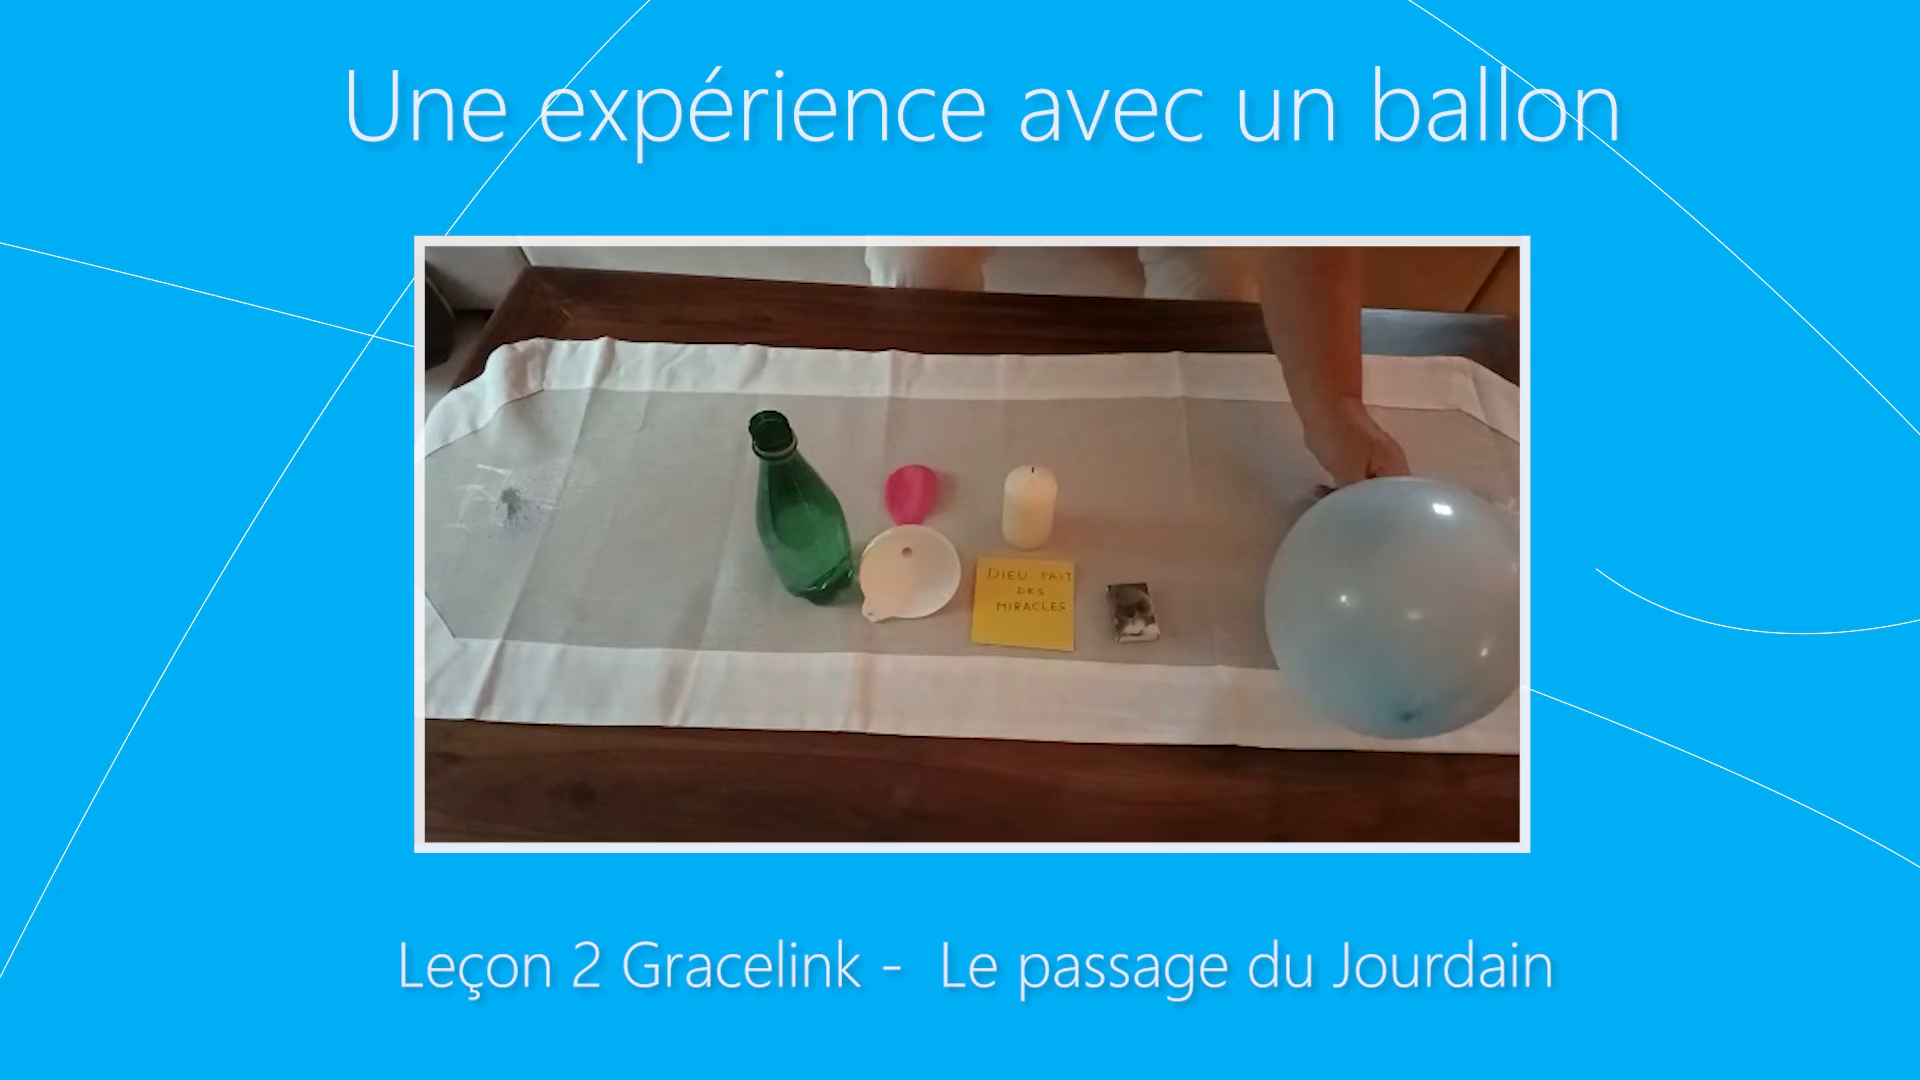 Une expérience avec un ballon
DIEU FAIT
DES
MIRACLES
Leçon 2 Gracelink - Le passage du Jourdain